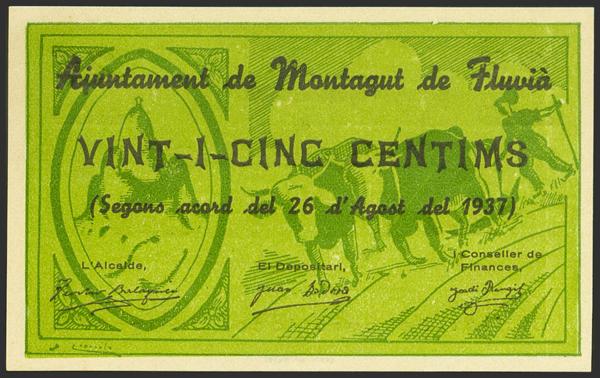 Ajuntament de Montagut de Fluvià
VINT-I-CINC CENTIMS
(Segons acord del 26 d'Agost del 1937)
L'Alcalde,
El Depositari,
i Conseller de
Finances,